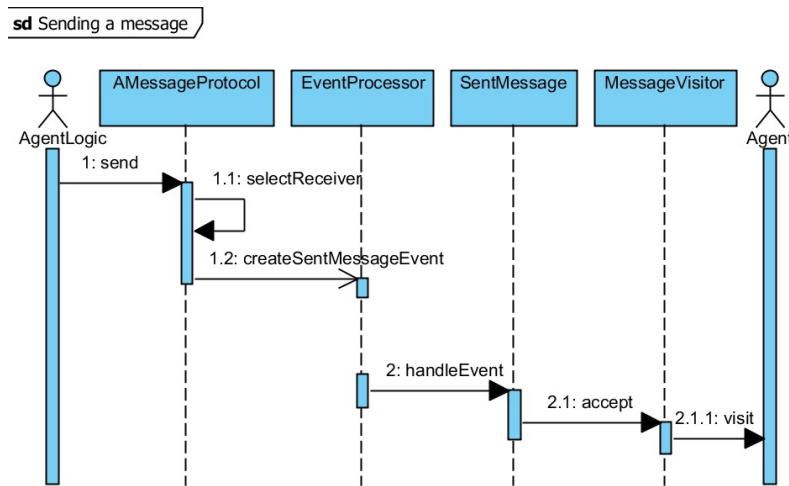 sd Sending a message
AMessageProtocol
EventProcessor
SentMessage
MessageVisitor
AgentLogic
Agent
1: send
1.1: selectReceiver
1.2: createSentMessageEvent
2: handleEvent
2.1: accept
2.1.1: visit